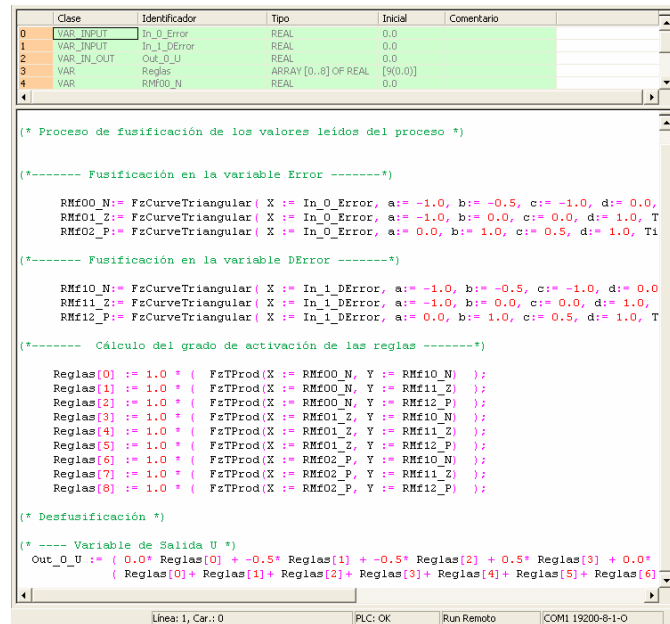 Clase Identificador Tipo Inicial Comentario
0 VAR_INPUT In_0_Error REAL 0.0
1 VAR_INPUT In_1_DError REAL 0.0
2 VAR_IN_OUT Out_0_U REAL 0.0
3 VAR Reglas ARRAY [0..8] OF REAL [9(0.0)]
4 VAR RMf00_N REAL 0.0
(* Proceso de fusificación de los valores leídos del proceso *)
(*------- Fusificación en la variable Error -------*)
RMf00_N:= FzCurveTriangular( X := In_0_Error, a:= -1.0, b:= -0.5, c:= -1.0, d:= 0.0,
RMf01_Z:= FzCurveTriangular( X := In_0_Error, a:= -1.0, b:= 0.0, c:= 0.0, d:= 1.0, T
RMf02_P:= FzCurveTriangular( X := In_0_Error, a:= 0.0, b:= 1.0, c:= 0.5, d:= 1.0, Ti
(*------- Fusificación en la variable DError -------*)
RMf10_N:= FzCurveTriangular( X := In_1_DError, a:= -1.0, b:= -0.5, c:= -1.0, d:= 0.0
RMf11_Z:= FzCurveTriangular( X := In_1_DError, a:= -1.0, b:= 0.0, c:= 0.0, d:= 1.0,
RMf12_P:= FzCurveTriangular( X := In_1_DError, a:= 0.0, b:= 1.0, c:= 0.5, d:= 1.0, T
(*------- Cálculo del grado de activación de las reglas -------*)
Reglas[0] := 1.0 * ( FzTProd(X := RMf00_N, Y := RMf10_N) );
Reglas[1] := 1.0 * ( FzTProd(X := RMf00_N, Y := RMf11_Z) );
Reglas[2] := 1.0 * ( FzTProd(X := RMf00_N, Y := RMf12_P) );
Reglas[3] := 1.0 * ( FzTProd(X := RMf01_Z, Y := RMf10_N) );
Reglas[4] := 1.0 * ( FzTProd(X := RMf01_Z, Y := RMf11_Z) );
Reglas[5] := 1.0 * ( FzTProd(X := RMf01_Z, Y := RMf12_P) );
Reglas[6] := 1.0 * ( FzTProd(X := RMf02_P, Y := RMf10_N) );
Reglas[7] := 1.0 * ( FzTProd(X := RMf02_P, Y := RMf11_Z) );
Reglas[8] := 1.0 * ( FzTProd(X := RMf02_P, Y := RMf12_P) );
(* Desfusificación *)
(* ---- Variable de Salida U *)
Out_0_U := ( 0.0* Reglas[0] + -0.5* Reglas[1] + -0.5* Reglas[2] + 0.5* Reglas[3] + 0.0*
( Reglas[0]+ Reglas[1]+ Reglas[2]+ Reglas[3]+ Reglas[4]+ Reglas[5]+ Reglas[6]
Línea: 1, Car.: 0 PLC: OK Run Remoto COM1 19200-8-1-O